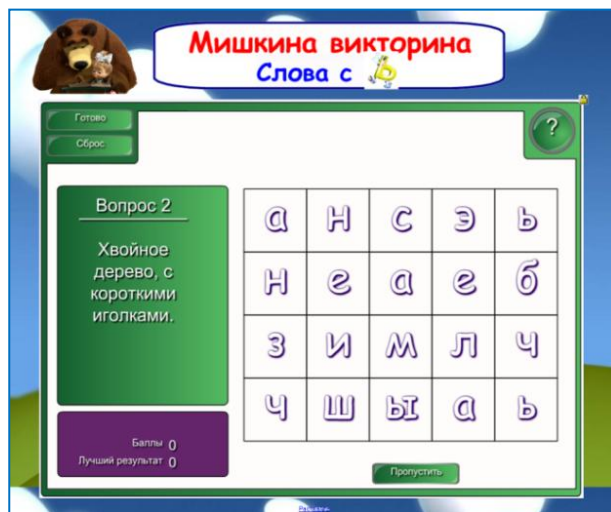 Мишкина викторина
Слова с Ь
Готово
Сброс
?
Вопрос 2
Хвойное
дерево, с
короткими
иголками.
а н с э ь
н е а е б
з и м л ч
ч ш ы а ь
Баллы 0
Лучший результат 0
Пропустить